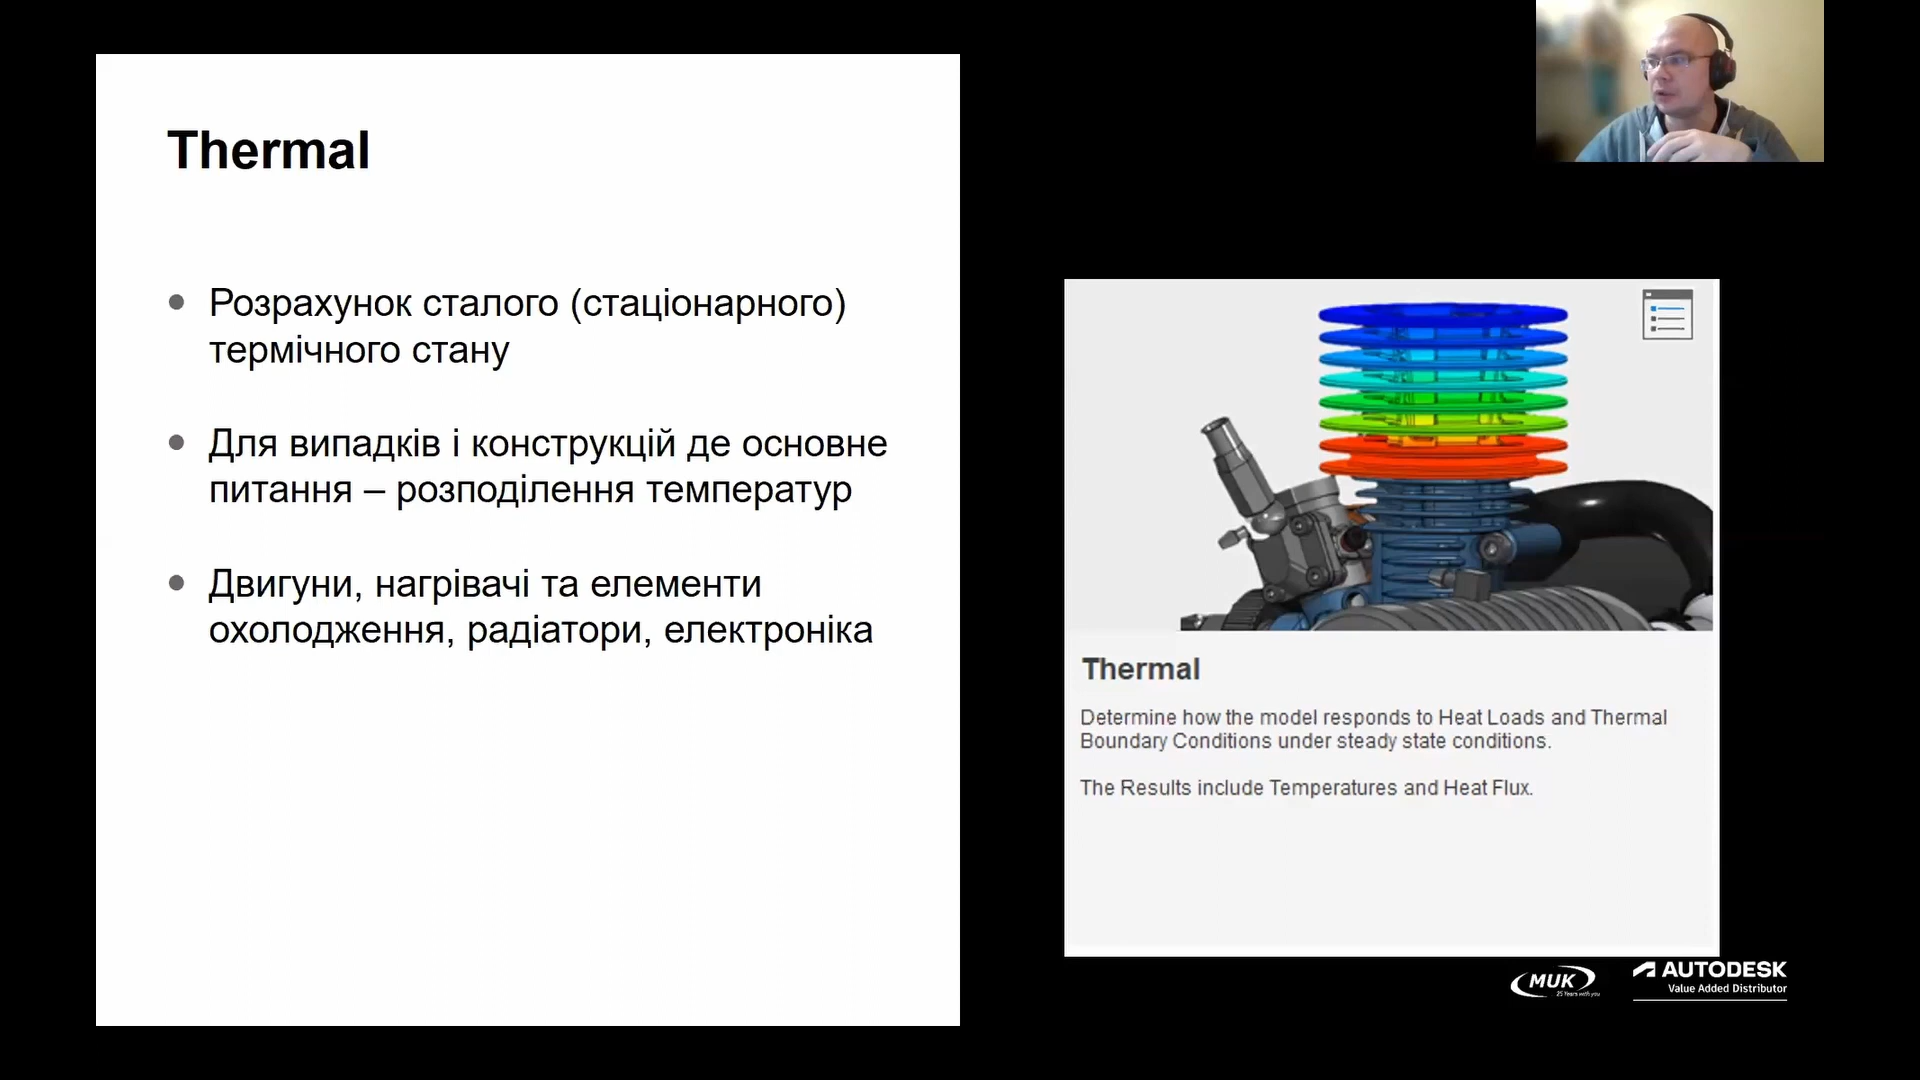 Thermal
Розрахунок сталого (стаціонарного)
термічного стану
Для випадків і конструкцій де основне
питання – розподілення температур
Двигуни, нагрівачі та елементи
охолодження, радіатори, електроніка
Thermal
Determine how the model responds to Heat Loads and Thermal
Boundary Conditions under steady state conditions.
The Results include Temperatures and Heat Flux.
MUK
25 Years with you
AUTODESK
Value Added Distributor